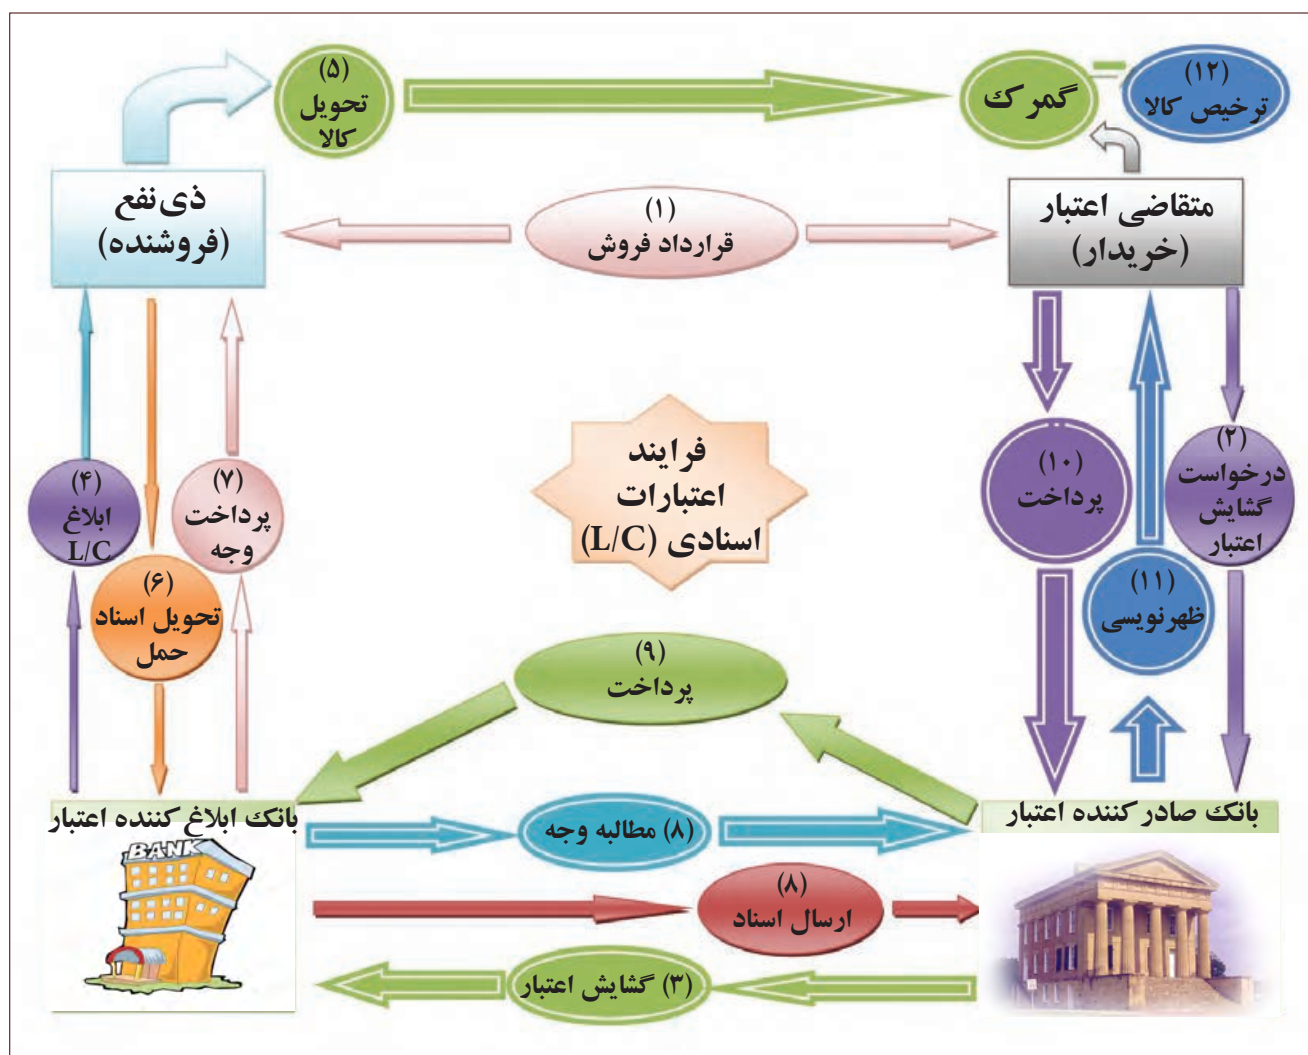 (۵)
تحویل
کالا
گمرک
(۱۲)
ترخیص کالا
ذی‌نفع
(فروشنده)
(۱)
قرارداد فروش
متقاضی اعتبار
(خریدار)
فرایند
اعتبارات
اسنادی (L/C)
(۴)
ابلاغ
L/C
(۷)
پرداخت
وجه
(۶)
تحویل اسناد
حمل
(۱۰)
پرداخت
(۲)
درخواست
گشایش
اعتبار
(۱۱)
ظهرنویسی
(۹)
پرداخت
بانک ابلاغ کننده اعتبار
بانک صادر کننده اعتبار
BANK
(۸) مطالبه وجه
(۸)
ارسال اسناد
(۳) گشایش اعتبار